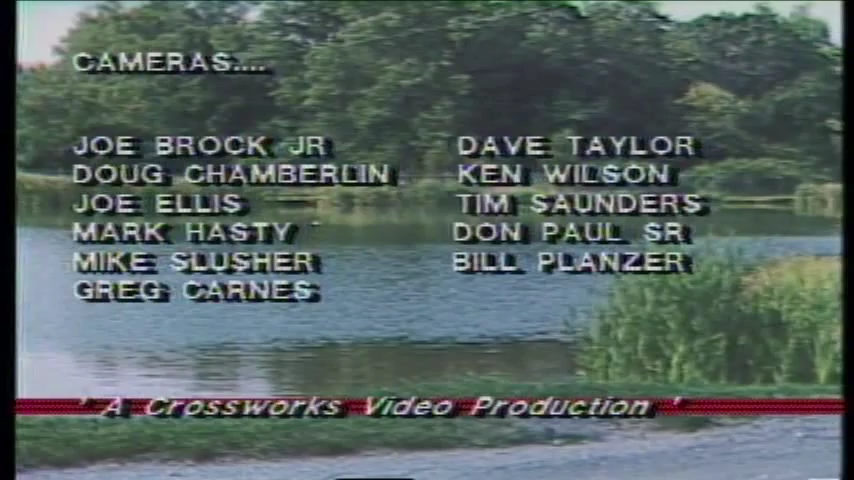 CAMERAS....
JOE BROCK JR
DOUG CHAMBERLIN
JOE ELLIS
MARK HASTY
MIKE SLUSHER
GREG CARNES
DAVE TAYLOR
KEN WILSON
TIM SAUNDERS
DON PAUL SR
BILL PLANZER
' A Crossworks Video Production '